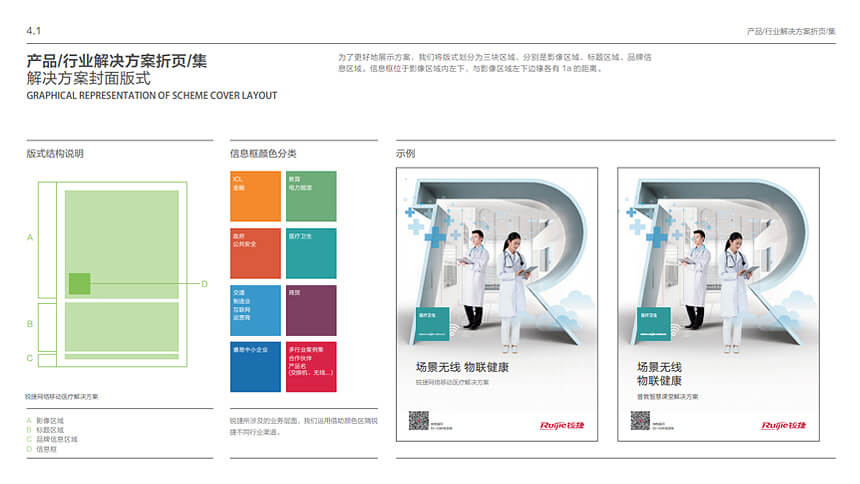 4.1
产品/行业解决方案折页/集
产品/行业解决方案折页/集
解决方案封面版式
GRAPHICAL REPRESENTATION OF SCHEME COVER LAYOUT
为了更好地展示方案，我们将版式划分为三块区域，分别是影像区域、标题区域、品牌信
息区域。信息框位于影像区域内左下，与影像区域左下边缘各有 1a 的距离。
版式结构说明
A
B
C
D
锐捷网络移动医疗解决方案
A 影像区域
B 标题区域
C 品牌信息区域
D 信息框
信息框颜色分类
ICL
金融
教育
电力能源
政府
公共安全
医疗卫生
交通
制造业
互联网
运营商
商贸
睿易中小企业
多行业案例集
合作伙伴
产品名
(交换机、无线...)
锐捷所涉及的业务层面，我们运用借助颜色区隔锐
捷不同行业渠道。
示例
医疗卫生
场景无线 物联健康
锐捷网络移动医疗解决方案
Ruijie锐捷
医疗卫生
场景无线
物联健康
普教智慧课堂解决方案
Ruijie锐捷